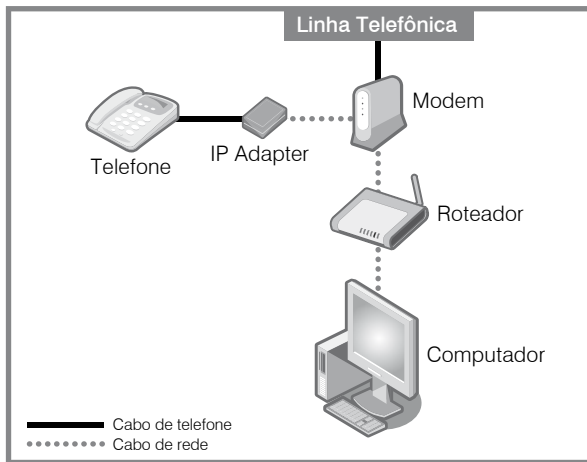 Linha Telefônica
Modem
IP Adapter
Telefone
Roteador
Computador
Cabo de telefone
Cabo de rede